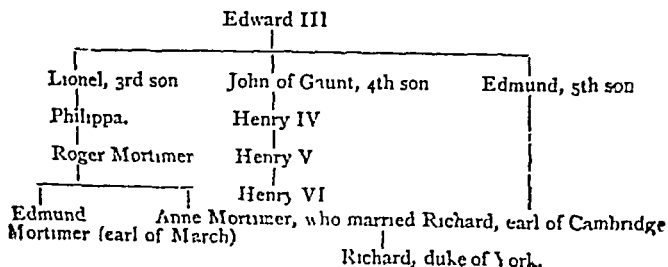 Edward III
Lionel, 3rd son John of Gaunt, 4th son Edmund, 5th son
Philippa. Henry IV
Roger Mortimer Henry V
Henry VI
Edmund Anne Mortimer, who married Richard, earl of Cambridge
Mortimer (earl of March)
Richard, duke of York.